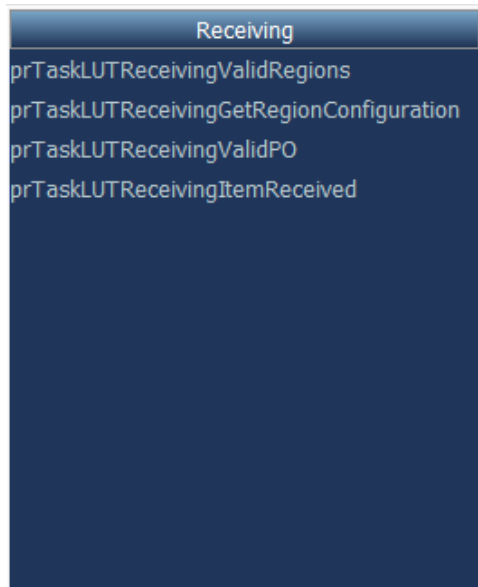 Receiving
prTaskLUTReceivingValidRegions
prTaskLUTReceivingGetRegionConfiguration
prTaskLUTReceivingValidPO
prTaskLUTReceivingItemReceived